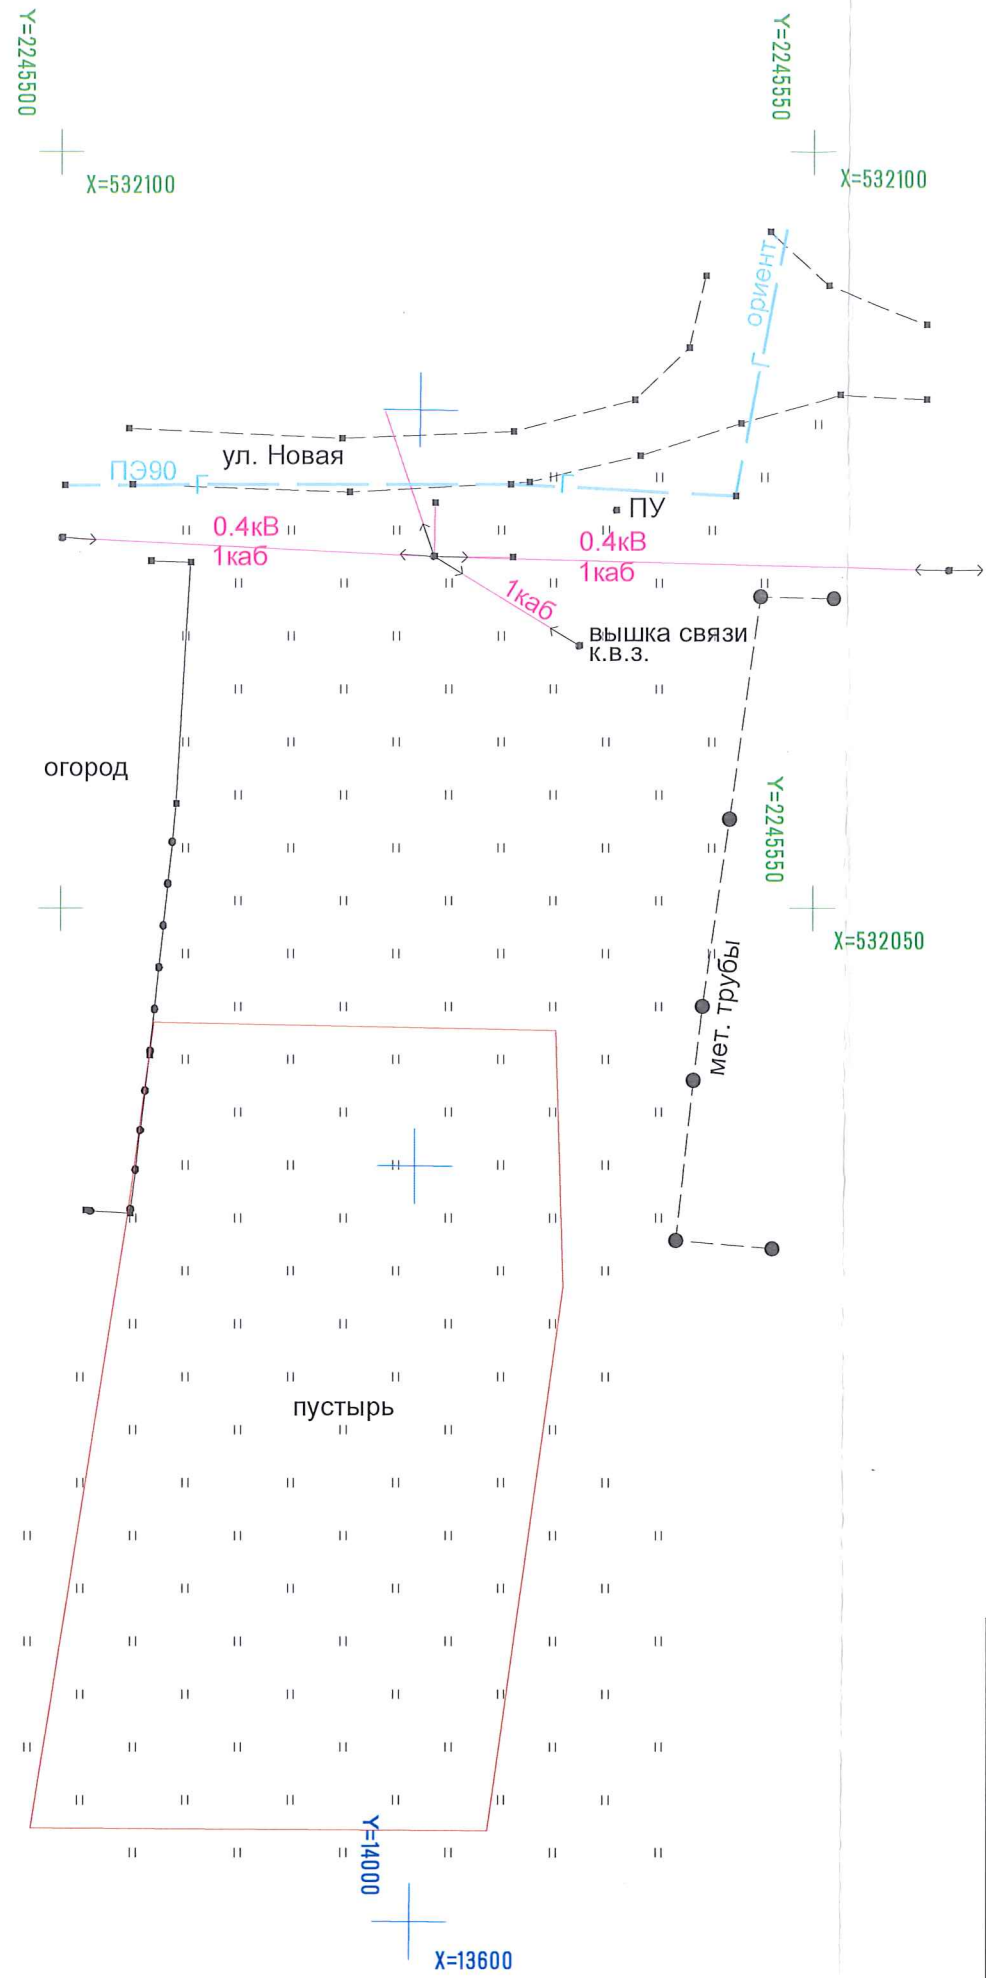 Y=2245500
Y=2245550
X=532100
X=532100
ориент
Г
ул. Новая
ПЭ90
Г
Г
ПУ
0.4кВ
1каб
0.4кВ
1каб
1каб
вышка связи
к.в.з.
огород
Y=2245550
X=532050
мет. трубы
пустырь
Y=14000
X=13600